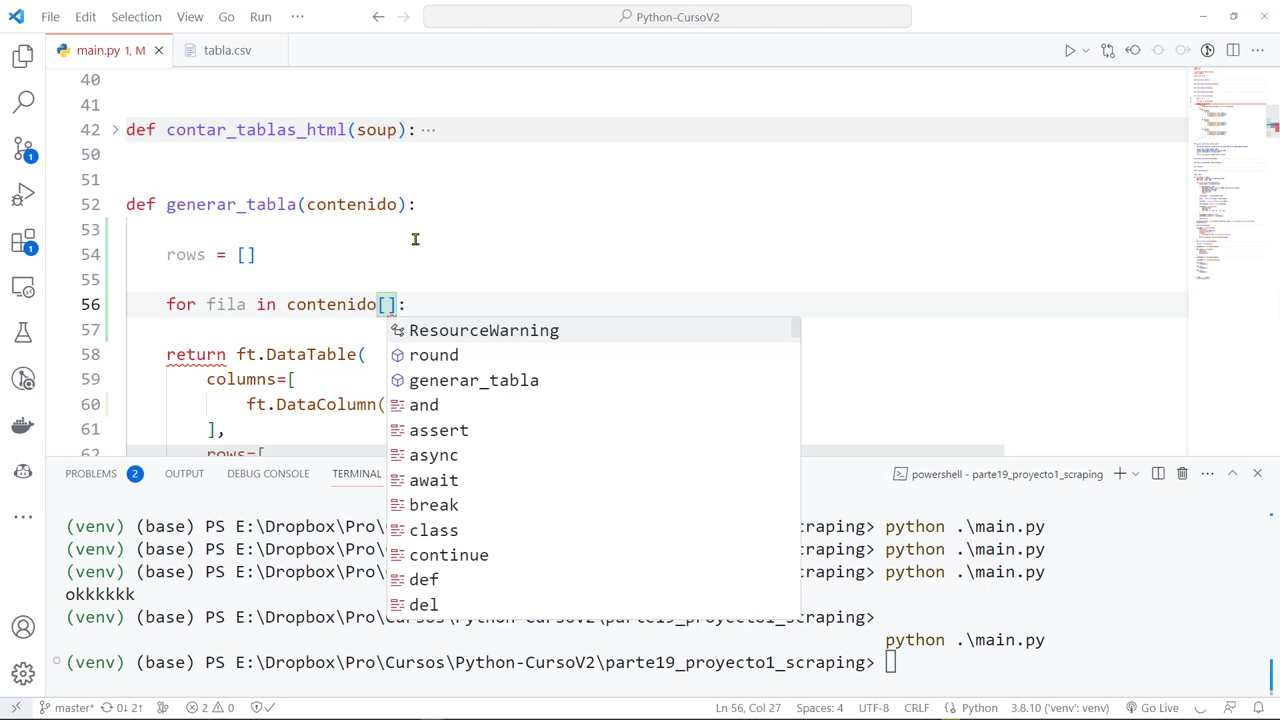 File Edit Selection View Go Run ··· Python-CursoV2
main.py 1, M tabla.csv
40
41
42 def contar_tablas_html(soup):
50
51
52 def generar_tabla(contenido):
rows =
56 for fila in contenido[]:
57
58 return ft.DataTable(
59 columns=[
60 ft.DataColumn(
61 ],
62 rows=[
ResourceWarning
round
generar_tabla
and
assert
async
await
break
class
continue
def
del
PROBLEMS 2 OUTPUT DEBUG CONSOLE TERMINAL powershell - parte19_proyecto1_scraping
(venv) (base) PS E:\Dropbox\Pro\ scraping> python .\main.py
(venv) (base) PS E:\Dropbox\Pro\ scraping> python .\main.py
(venv) (base) PS E:\Dropbox\Pro\ scraping> python .\main.py
okkkkkk
(venv) (base) PS E:\Dropbox\Pro\Cursos\Python-CursoV2\parte19_proyecto1_scraping>
python .\main.py
(venv) (base) PS E:\Dropbox\Pro\Cursos\Python-CursoV2\parte19_proyecto1_scraping>
master* 0↓ 2↑ 2 0 Ln 56, Col 27 Spaces: 4 UTF-8 CRLF Python 3.8.10 ('venv': venv) Go Live